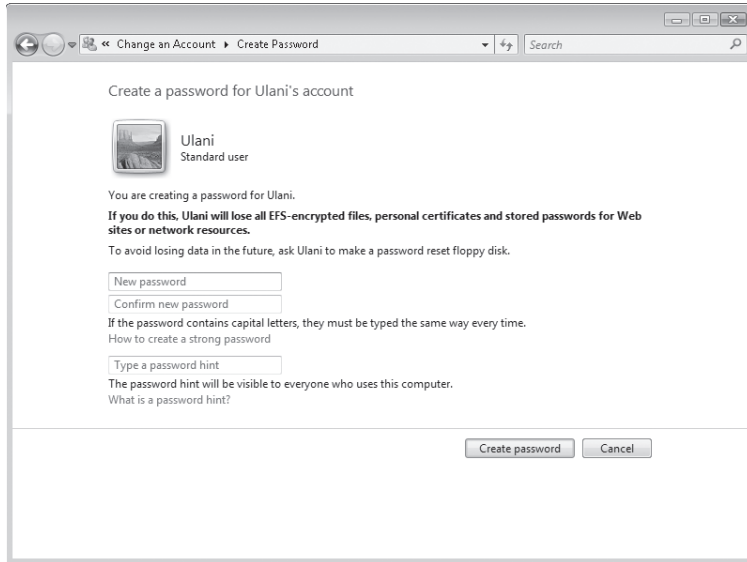 « Change an Account ▸ Create Password
Search
Create a password for Ulani's account
Ulani
Standard user
You are creating a password for Ulani.
If you do this, Ulani will lose all EFS-encrypted files, personal certificates and stored passwords for Web
sites or network resources.
To avoid losing data in the future, ask Ulani to make a password reset floppy disk.
New password
Confirm new password
If the password contains capital letters, they must be typed the same way every time.
How to create a strong password
Type a password hint
The password hint will be visible to everyone who uses this computer.
What is a password hint?
Create password
Cancel